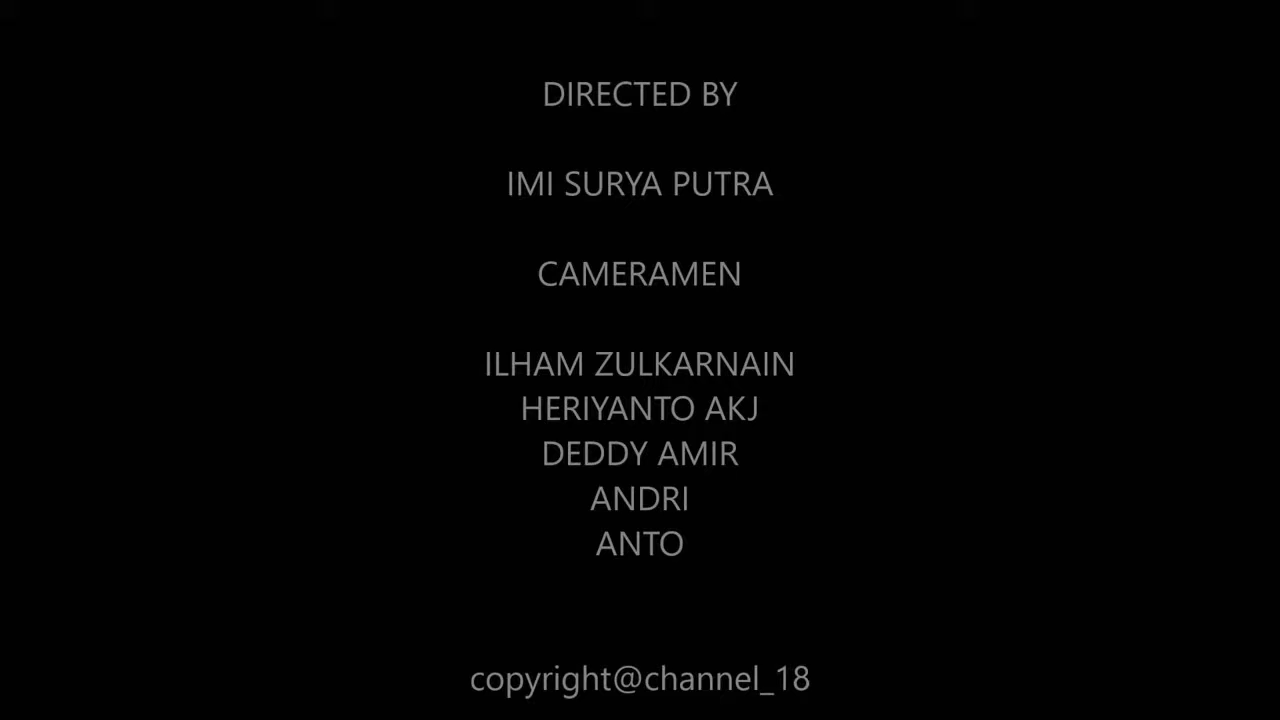 DIRECTED BY
IMI SURYA PUTRA
CAMERAMEN
ILHAM ZULKARNAIN
HERIYANTO AKJ
DEDDY AMIR
ANDRI
ANTO
copyright@channel_18